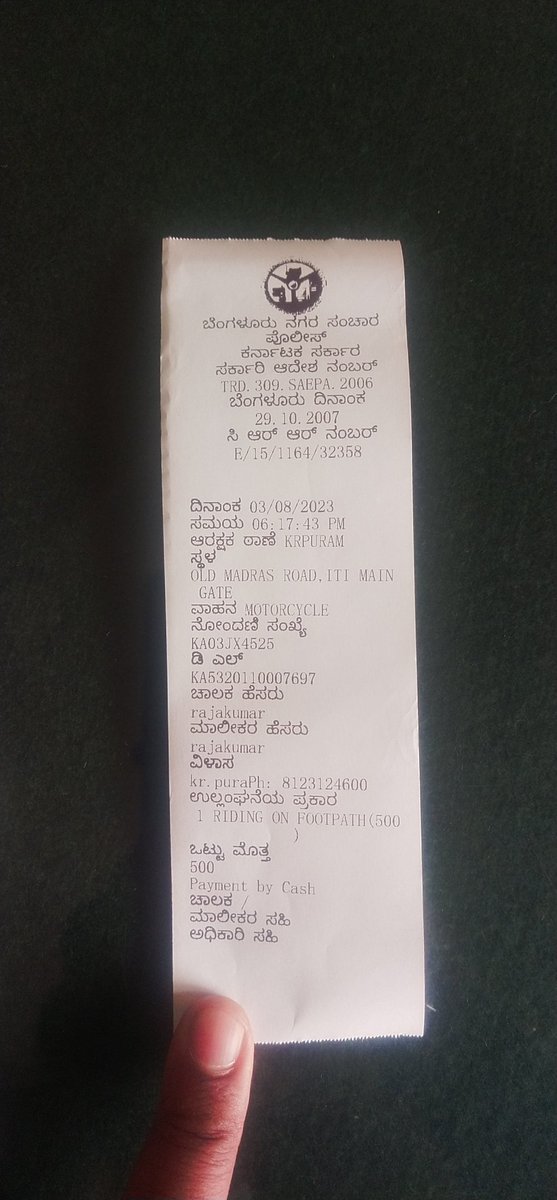 ಬೆಂಗಳೂರು ನಗರ ಸಂಚಾರ
ಪೊಲೀಸ್
ಕರ್ನಾಟಕ ಸರ್ಕಾರ
ಸರ್ಕಾರಿ ಆದೇಶ ನಂಬರ್
TRD.309.SAEPA.2006
ಬೆಂಗಳೂರು ದಿನಾಂಕ
29.10.2007
ಸಿ ಆರ್ ಆರ್ ನಂಬರ್
E/15/1164/32358
ದಿನಾಂಕ 03/08/2023
ಸಮಯ 06:17:43 PM
ಆರಕ್ಷಕ ಠಾಣೆ KRPURAM
ಸ್ಥಳ
OLD MADRAS ROAD,ITI MAIN
GATE
ವಾಹನ MOTORCYCLE
ನೋಂದಣಿ ಸಂಖ್ಯೆ
KA03JX4525
ಡಿ ಎಲ್
KA5320110007697
ಚಾಲಕ ಹೆಸರು
rajakumar
ಮಾಲೀಕರ ಹೆಸರು
rajakumar
ವಿಳಾಸ
kr.puraPh: 8123124600
ಉಲ್ಲಂಘನೆಯ ಪ್ರಕಾರ
1 RIDING ON FOOTPATH(500
)
ಒಟ್ಟು ಮೊತ್ತ
500
Payment by Cash
ಚಾಲಕ /
ಮಾಲೀಕರ ಸಹಿ
ಅಧಿಕಾರಿ ಸಹಿ